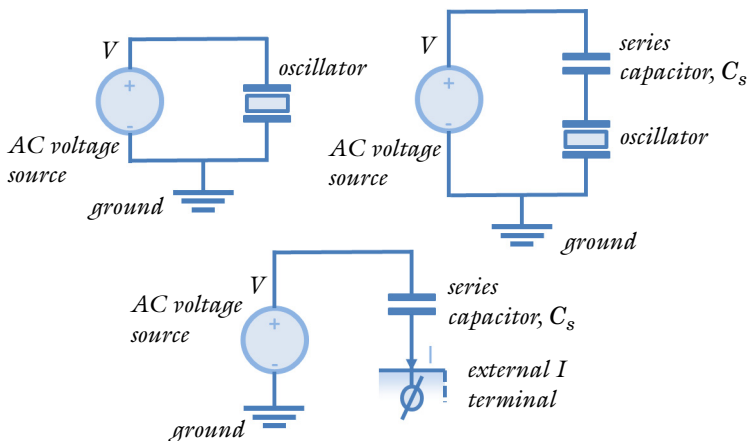 V
oscillator
+
-
AC voltage
source
ground
V
series
capacitor, Cₛ
+
-
oscillator
AC voltage
source
ground
V
series
capacitor, Cₛ
AC voltage
source
+
-
I
external I
terminal
ground